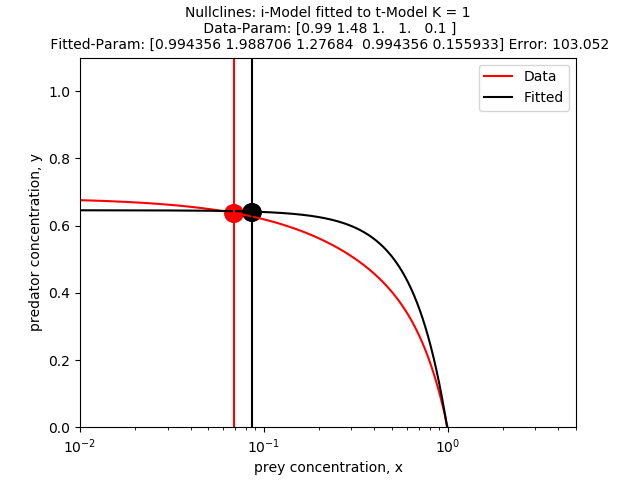 Nullclines: i-Model fitted to t-Model K = 1
Data-Param: [0.99 1.48 1. 1. 0.1 ]
Fitted-Param: [0.994356 1.988706 1.27684 0.994356 0.155933] Error: 103.052
Data
Fitted
1.0
0.8
0.6
0.4
0.2
0.0
predator concentration, y
10⁻² 10⁻¹ 10⁰
prey concentration, x